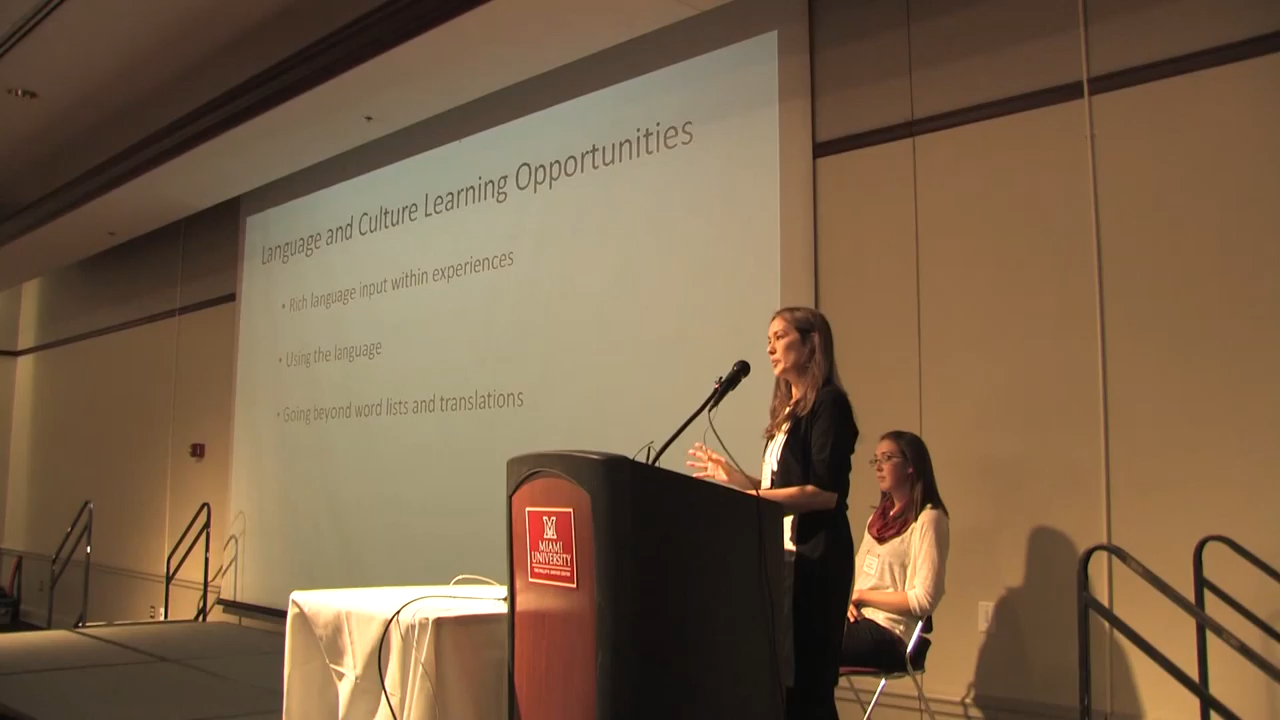 Language and Culture Learning Opportunities
• Rich language input within experiences
• Using the language
• Going beyond word lists and translations
M
MIAMI
UNIVERSITY